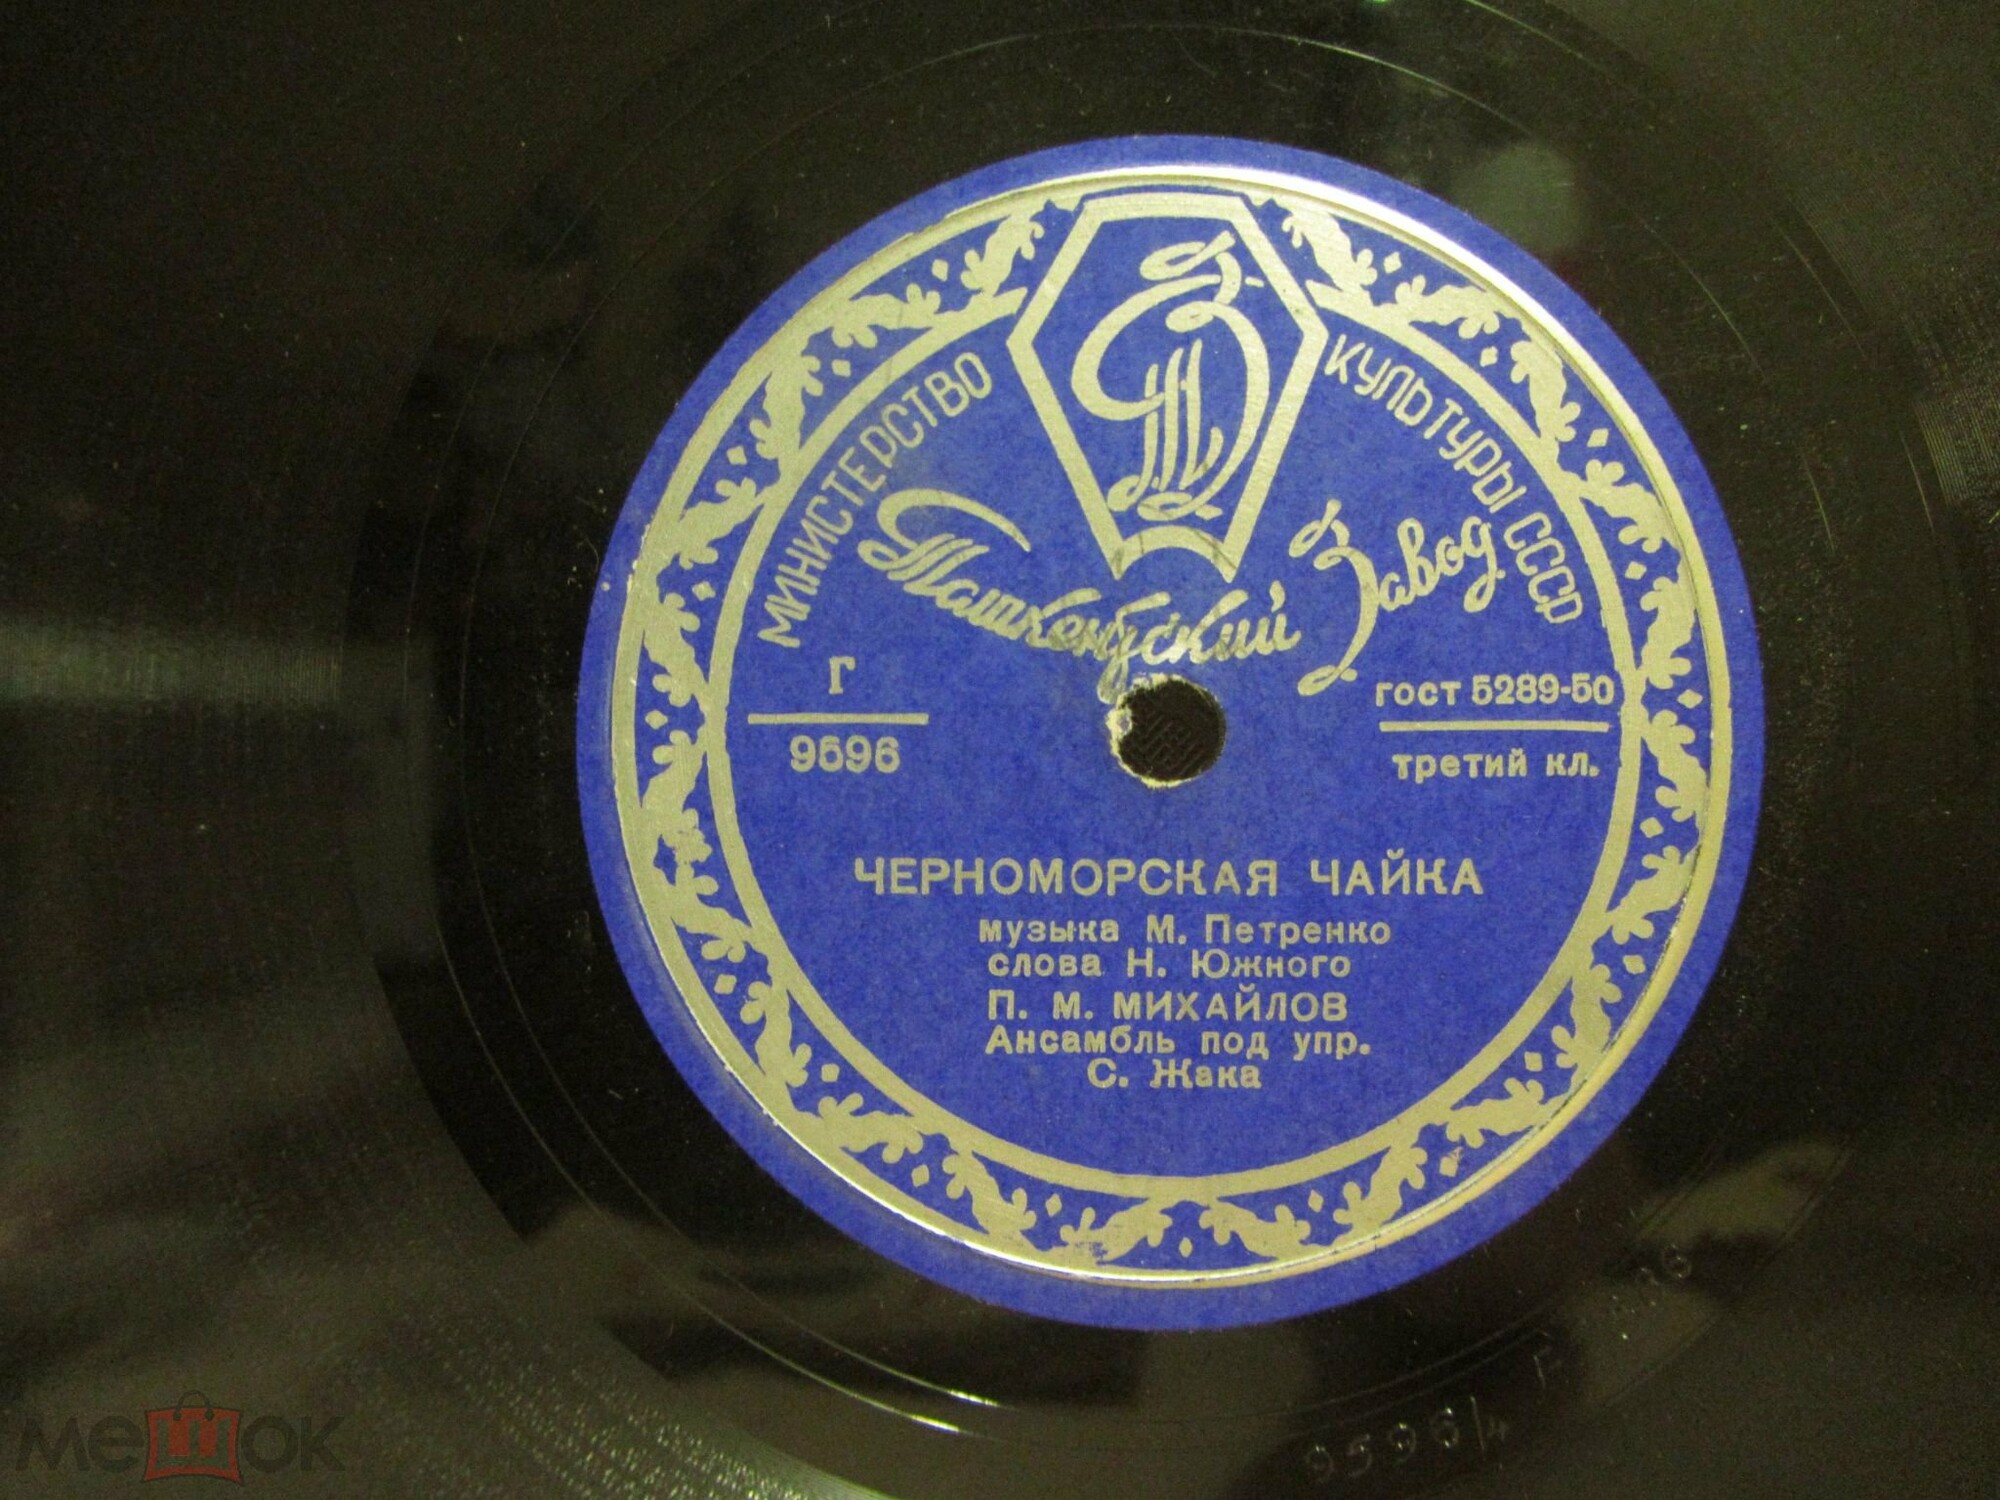 МИНИСТЕРСТВО КУЛЬТУРЫ СССР
Ташкентский Завод
Г
9596
ГОСТ 5289-50
третий кл.
ЧЕРНОМОРСКАЯ ЧАЙКА
музыка М. Петренко
слова Н. Южного
П. М. МИХАЙЛОВ
Ансамбль под упр.
С. Жака
9596/4
мешок